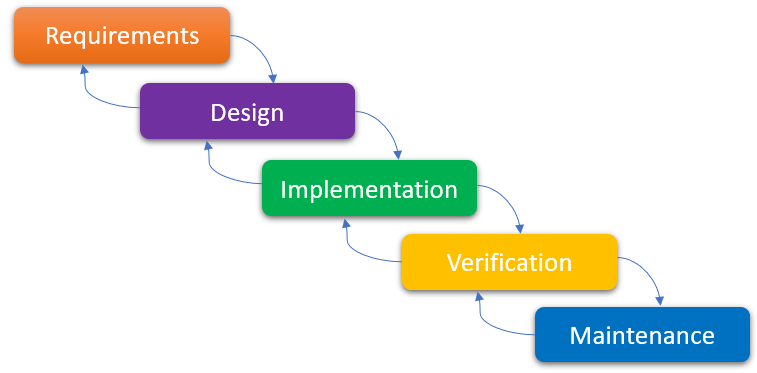 Requirements
Design
Implementation
Verification
Maintenance